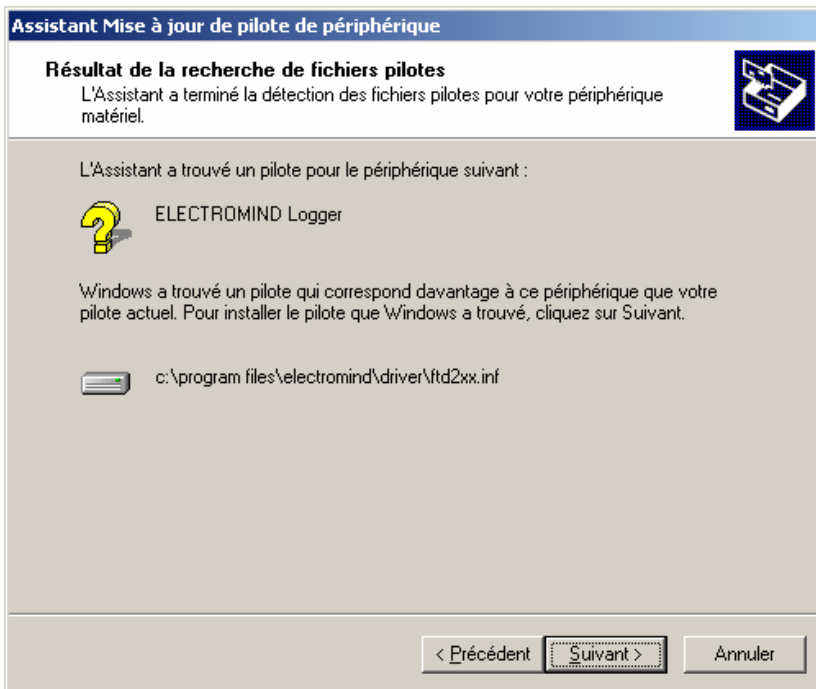 Assistant Mise à jour de pilote de périphérique
Résultat de la recherche de fichiers pilotes
L'Assistant a terminé la détection des fichiers pilotes pour votre périphérique
matériel.
L'Assistant a trouvé un pilote pour le périphérique suivant :
ELECTROMIND Logger
Windows a trouvé un pilote qui correspond davantage à ce périphérique que votre
pilote actuel. Pour installer le pilote que Windows a trouvé, cliquez sur Suivant.
c:\program files\electromind\driver\ftd2xx.inf
< Précédent Suivant > Annuler